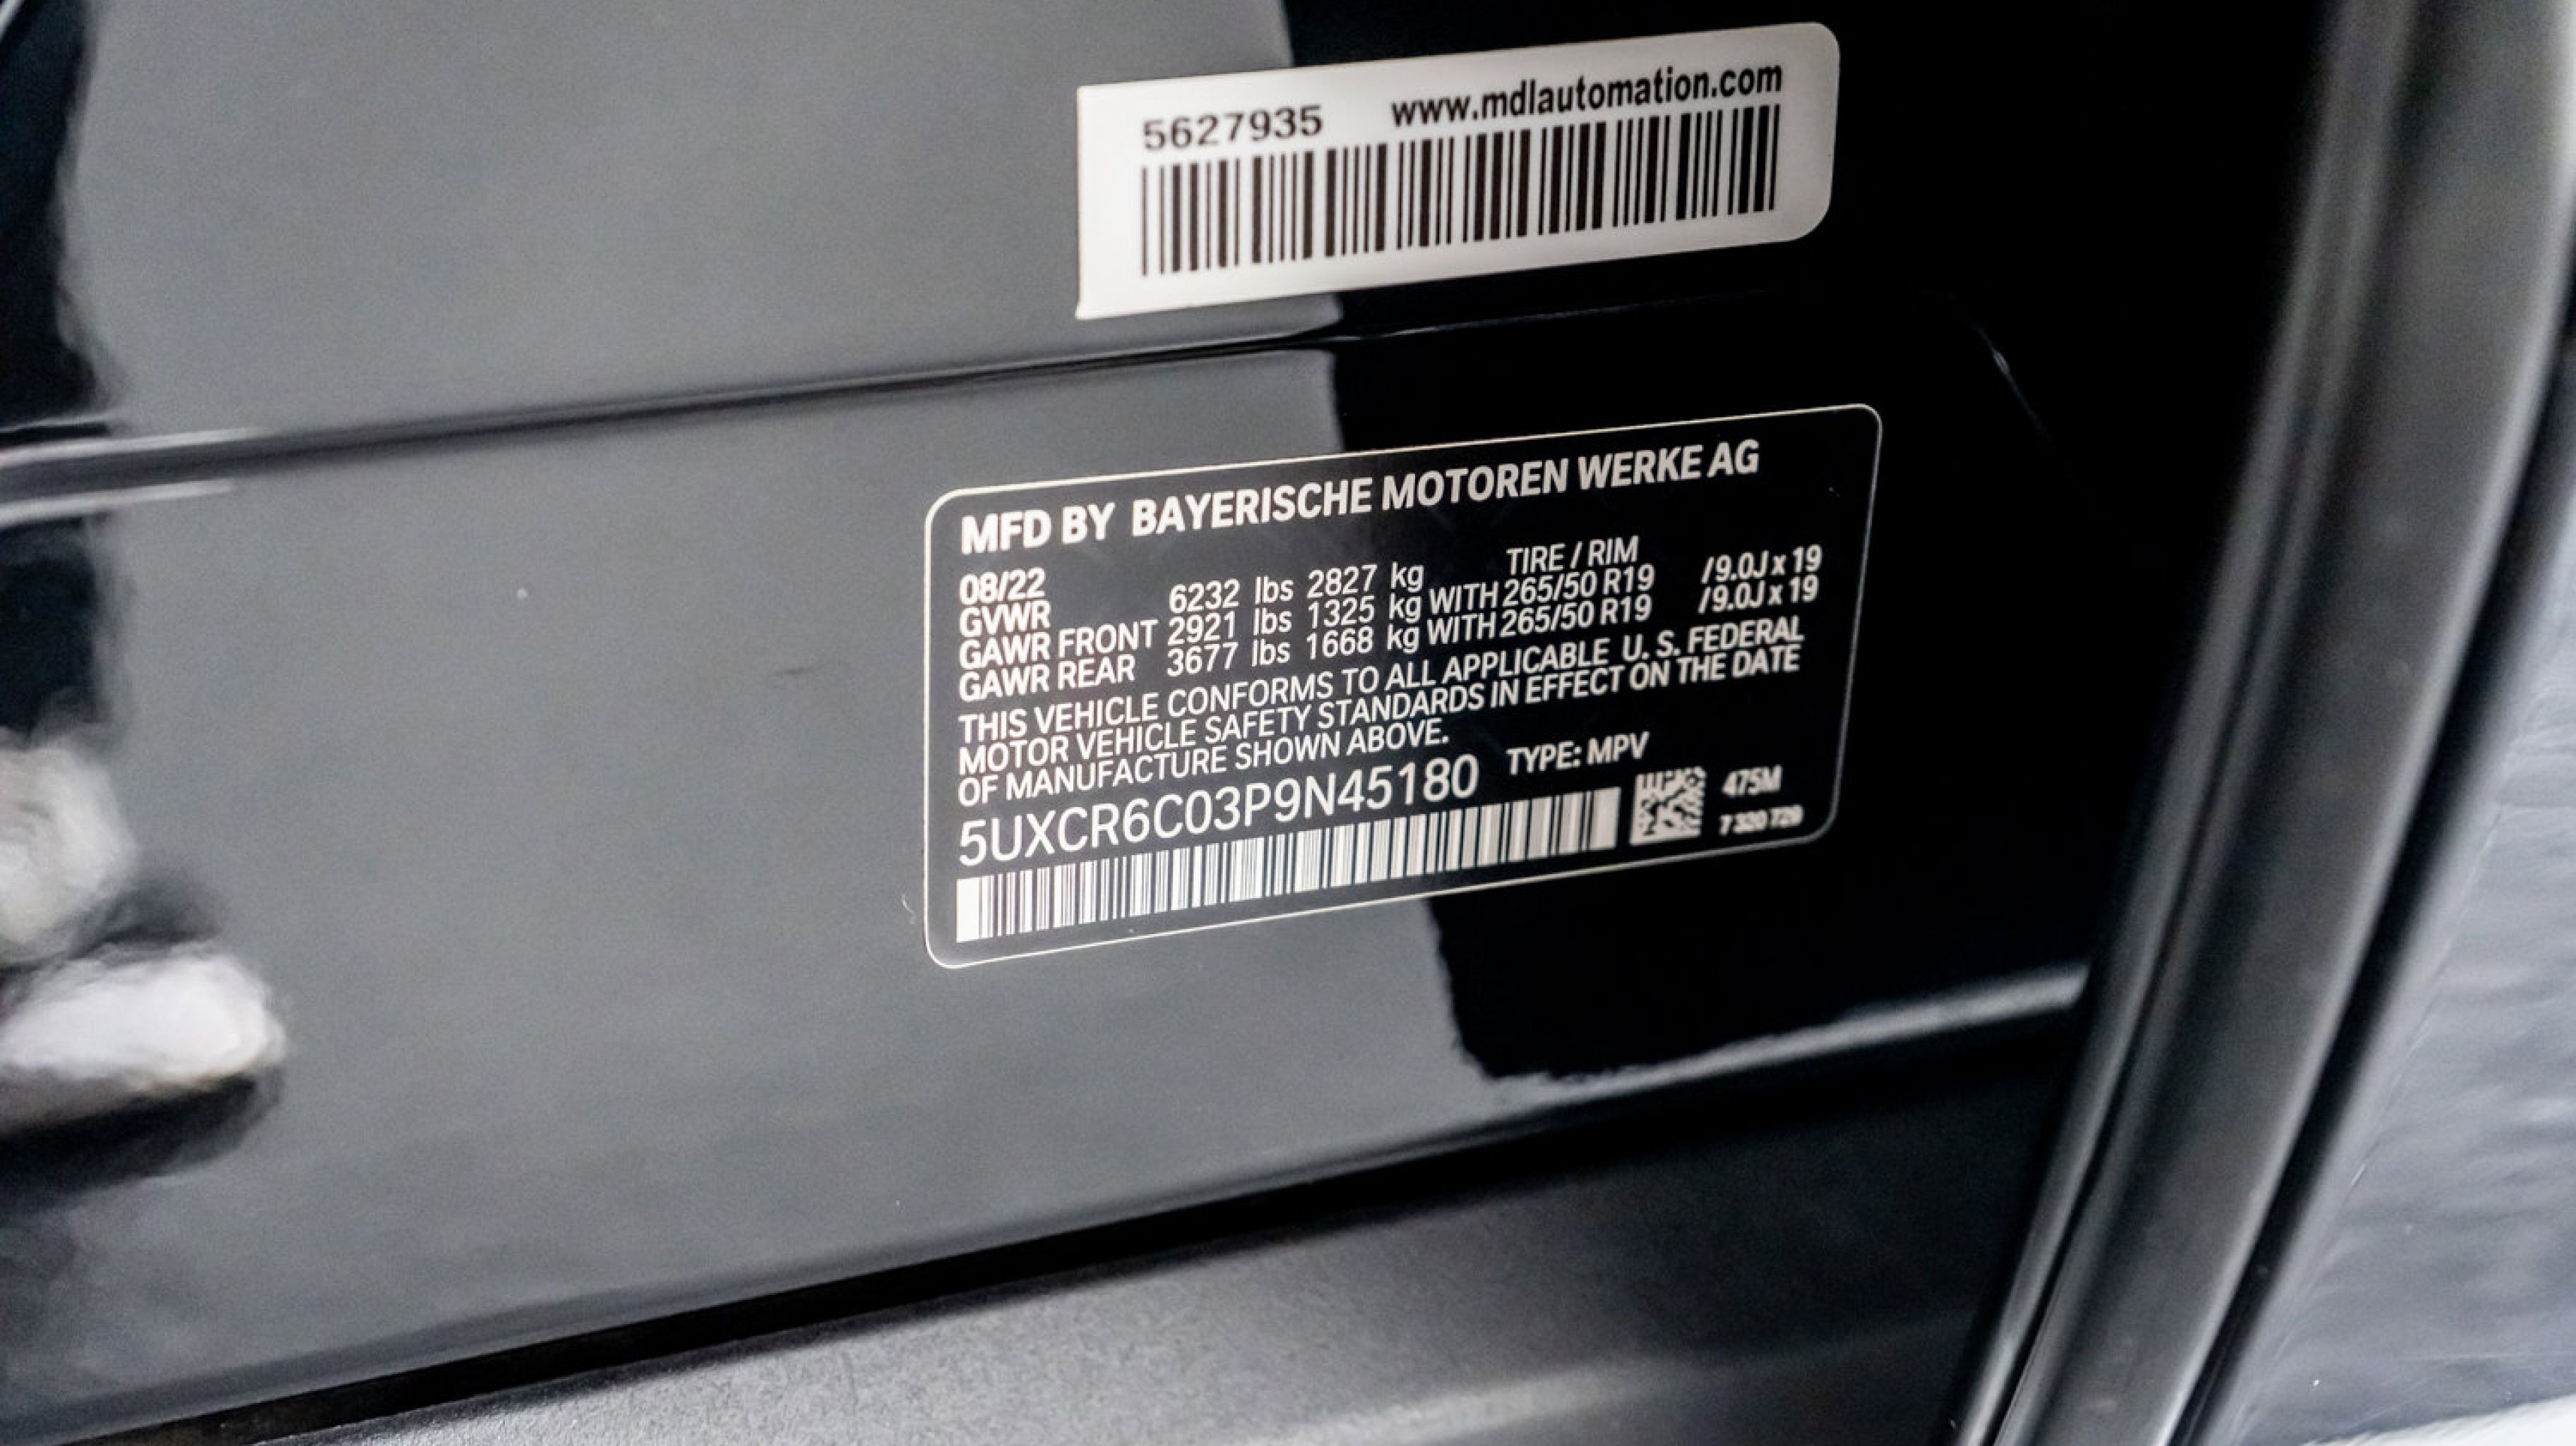 5627935 www.mdlautomation.com
MFD BY BAYERISCHE MOTOREN WERKE AG
08/22 TIRE / RIM
GVWR 6232 lbs 2827 kg
GAWR FRONT 2921 lbs 1325 kg WITH 265/50 R19 /9.0J x 19
GAWR REAR 3677 lbs 1668 kg WITH 265/50 R19 /9.0J x 19
THIS VEHICLE CONFORMS TO ALL APPLICABLE U. S. FEDERAL
MOTOR VEHICLE SAFETY STANDARDS IN EFFECT ON THE DATE
OF MANUFACTURE SHOWN ABOVE.
5UXCR6C03P9N45180 TYPE: MPV
475M
7 320 729